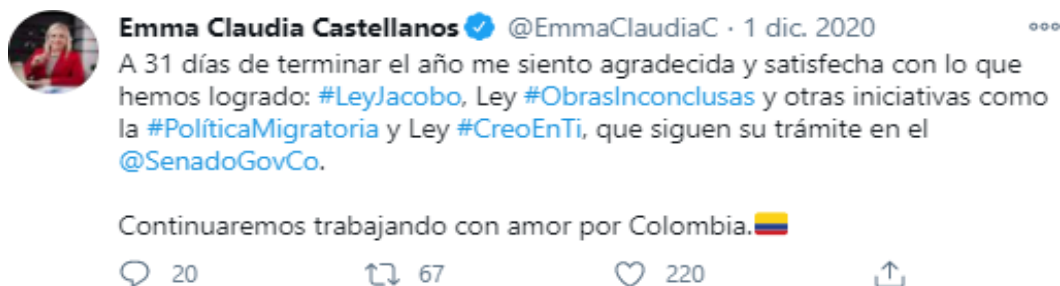 Emma Claudia Castellanos @EmmaClaudiaC · 1 dic. 2020
A 31 días de terminar el año me siento agradecida y satisfecha con lo que
hemos logrado: #LeyJacobo, Ley #ObrasInconclusas y otras iniciativas como
la #PolíticaMigratoria y Ley #CreoEnTi, que siguen su trámite en el
@SenadoGovCo.
Continuaremos trabajando con amor por Colombia.
20 67 220